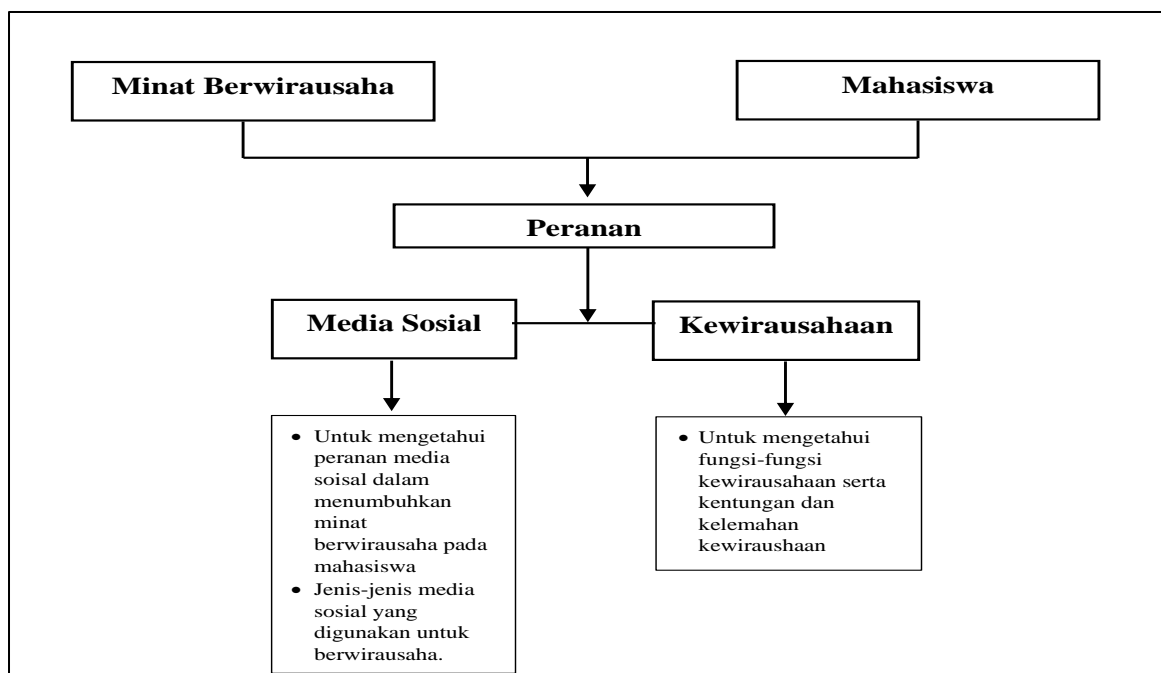 Minat Berwirausaha
Mahasiswa
Peranan
Media Sosial
Kewirausahaan
• Untuk mengetahui
peranan media
soisal dalam
menumbuhkan
minat
berwirausaha pada
mahasiswa
• Jenis-jenis media
sosial yang
digunakan untuk
berwirausaha.
• Untuk mengetahui
fungsi-fungsi
kewirausahaan serta
kentungan dan
kelemahan
kewiraushaan